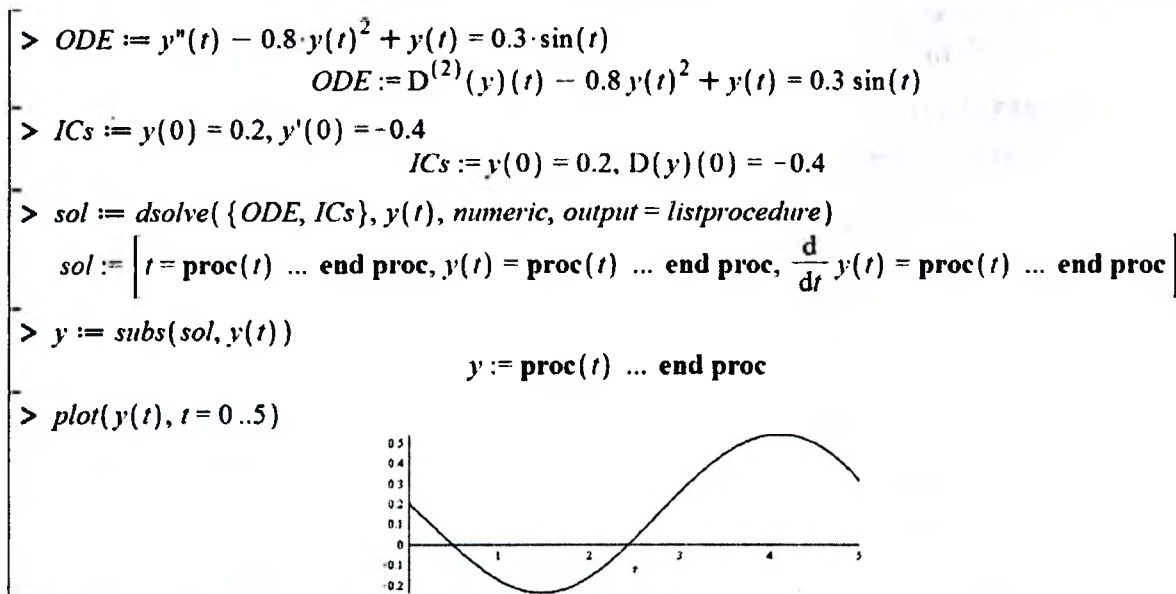 > ODE := y"(t) − 0.8·y(t)² + y(t) = 0.3·sin(t)
ODE := D⁽²⁾(y)(t) − 0.8 y(t)² + y(t) = 0.3 sin(t)
> ICs := y(0) = 0.2, y'(0) = -0.4
ICs := y(0) = 0.2, D(y)(0) = -0.4
> sol := dsolve({ODE, ICs}, y(t), numeric, output = listprocedure)
sol := [t = proc(t) ... end proc, y(t) = proc(t) ... end proc, d/dt y(t) = proc(t) ... end proc]
> y := subs(sol, y(t))
y := proc(t) ... end proc
> plot(y(t), t = 0 ..5)
0.5
0.4
0.3
0.2
0.1
0
1 2 3 4 5
t
-0.1
-0.2